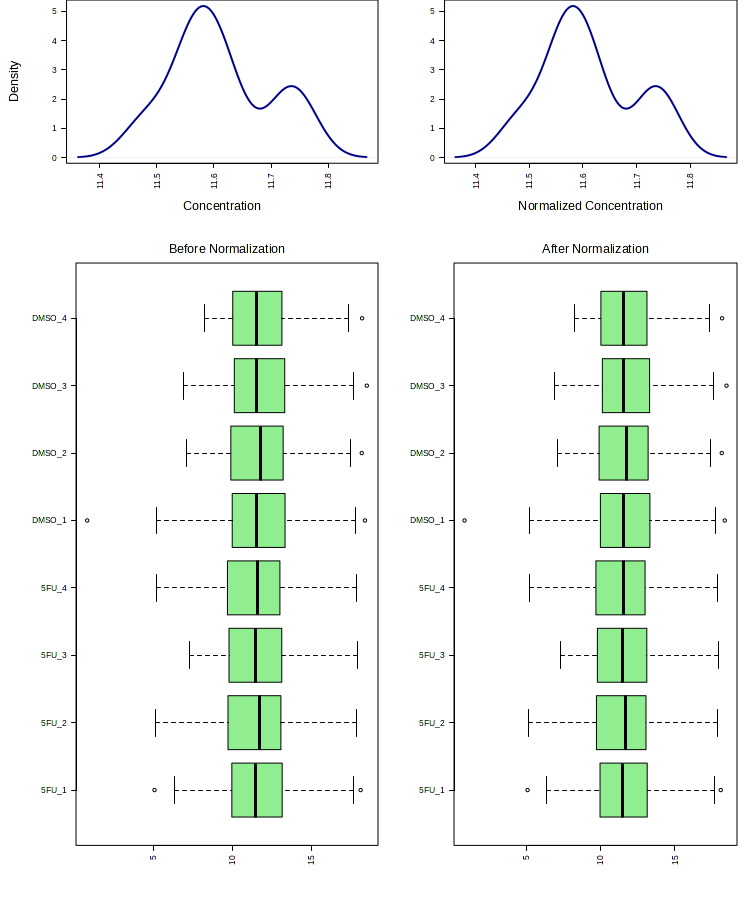 5
4
3
2
1
0
Density
11.4 11.5 11.6 11.7 11.8
Concentration
5
4
3
2
1
0
11.4 11.5 11.6 11.7 11.8
Normalized Concentration
Before Normalization
DMSO_4
DMSO_3
DMSO_2
DMSO_1
5FU_4
5FU_3
5FU_2
5FU_1
5 10 15
After Normalization
DMSO_4
DMSO_3
DMSO_2
DMSO_1
5FU_4
5FU_3
5FU_2
5FU_1
5 10 15